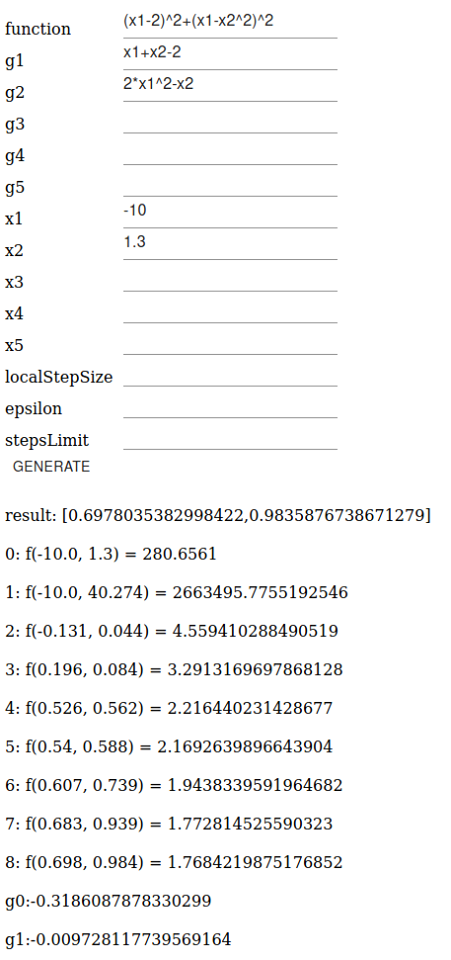 function (x1-2)^2+(x1-x2^2)^2
g1 x1+x2-2
g2 2*x1^2-x2
g3
g4
g5
x1 -10
x2 1.3
x3
x4
x5
localStepSize
epsilon
stepsLimit
GENERATE
result: [0.6978035382998422,0.9835876738671279]
0: f(-10.0, 1.3) = 280.6561
1: f(-10.0, 40.274) = 2663495.7755192546
2: f(-0.131, 0.044) = 4.559410288490519
3: f(0.196, 0.084) = 3.2913169697868128
4: f(0.526, 0.562) = 2.216440231428677
5: f(0.54, 0.588) = 2.1692639896643904
6: f(0.607, 0.739) = 1.9438339591964682
7: f(0.683, 0.939) = 1.772814525590323
8: f(0.698, 0.984) = 1.7684219875176852
g0:-0.3186087878330299
g1:-0.009728117739569164